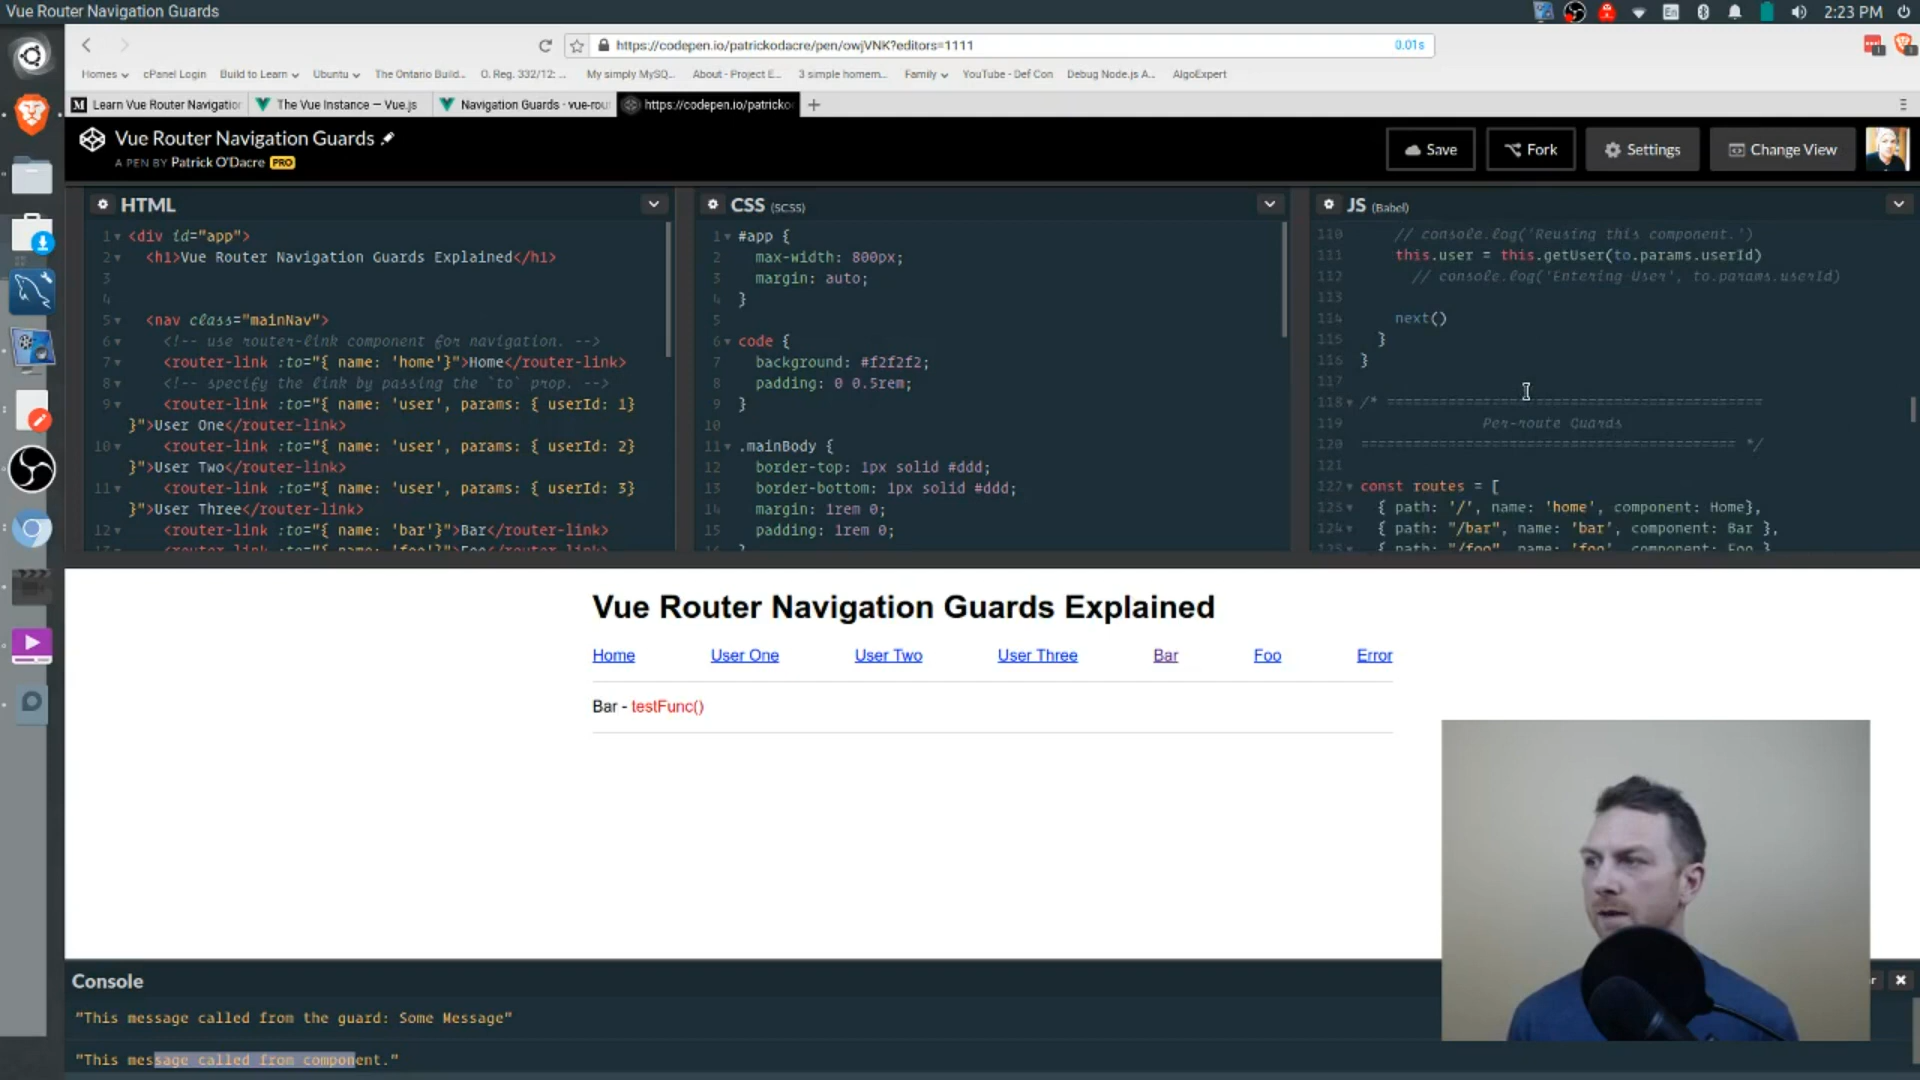 Vue Router Navigation Guards
En
2:23 PM
https://codepen.io/patrickodacre/pen/owjVNK?editors=1111
0.01s
Homes
cPanel Login
Build to Learn
Ubuntu
The Ontario Build...
O. Reg. 332/12: ...
My simply MySQ...
About - Project E...
3 simple homem...
Family
YouTube - Def Con
Debug Node.js A...
AlgoExpert
Learn Vue Router Navigation
The Vue Instance — Vue.js
Navigation Guards · vue-rou
https://codepen.io/patricko
Vue Router Navigation Guards
A PEN BY Patrick O'Dacre PRO
Save
Fork
Settings
Change View
HTML
1 <div id="app">
2 <h1>Vue Router Navigation Guards Explained</h1>
3
4
5 <nav class="mainNav">
6 <!-- use router-link component for navigation. -->
7 <router-link :to="{ name: 'home'}">Home</router-link>
8 <!-- specify the link by passing the `to` prop. -->
9 <router-link :to="{ name: 'user', params: { userId: 1}
}">User One</router-link>
10 <router-link :to="{ name: 'user', params: { userId: 2}
}">User Two</router-link>
11 <router-link :to="{ name: 'user', params: { userId: 3}
}">User Three</router-link>
12 <router-link :to="{ name: 'bar'}">Bar</router-link>
CSS (SCSS)
1 #app {
2 max-width: 800px;
3 margin: auto;
4 }
5
6 code {
7 background: #f2f2f2;
8 padding: 0 0.5rem;
9 }
10
11 .mainBody {
12 border-top: 1px solid #ddd;
13 border-bottom: 1px solid #ddd;
14 margin: 1rem 0;
15 padding: 1rem 0;
JS (Babel)
110 // console.log('Reusing this component.')
111 this.user = this.getUser(to.params.userId)
112 // console.log('Entering User', to.params.userId)
113
114 next()
115 }
116 }
117
118 /* ========================================
119 Per-route Guards
120 ======================================== */
121
122 const routes = [
123 { path: '/', name: 'home', component: Home},
124 { path: "/bar", name: 'bar', component: Bar },
125 { path: "/foo", name: 'foo', component: Foo }
Vue Router Navigation Guards Explained
Home
User One
User Two
User Three
Bar
Foo
Error
Bar - testFunc()
Console
"This message called from the guard: Some Message"
"This message called from component."